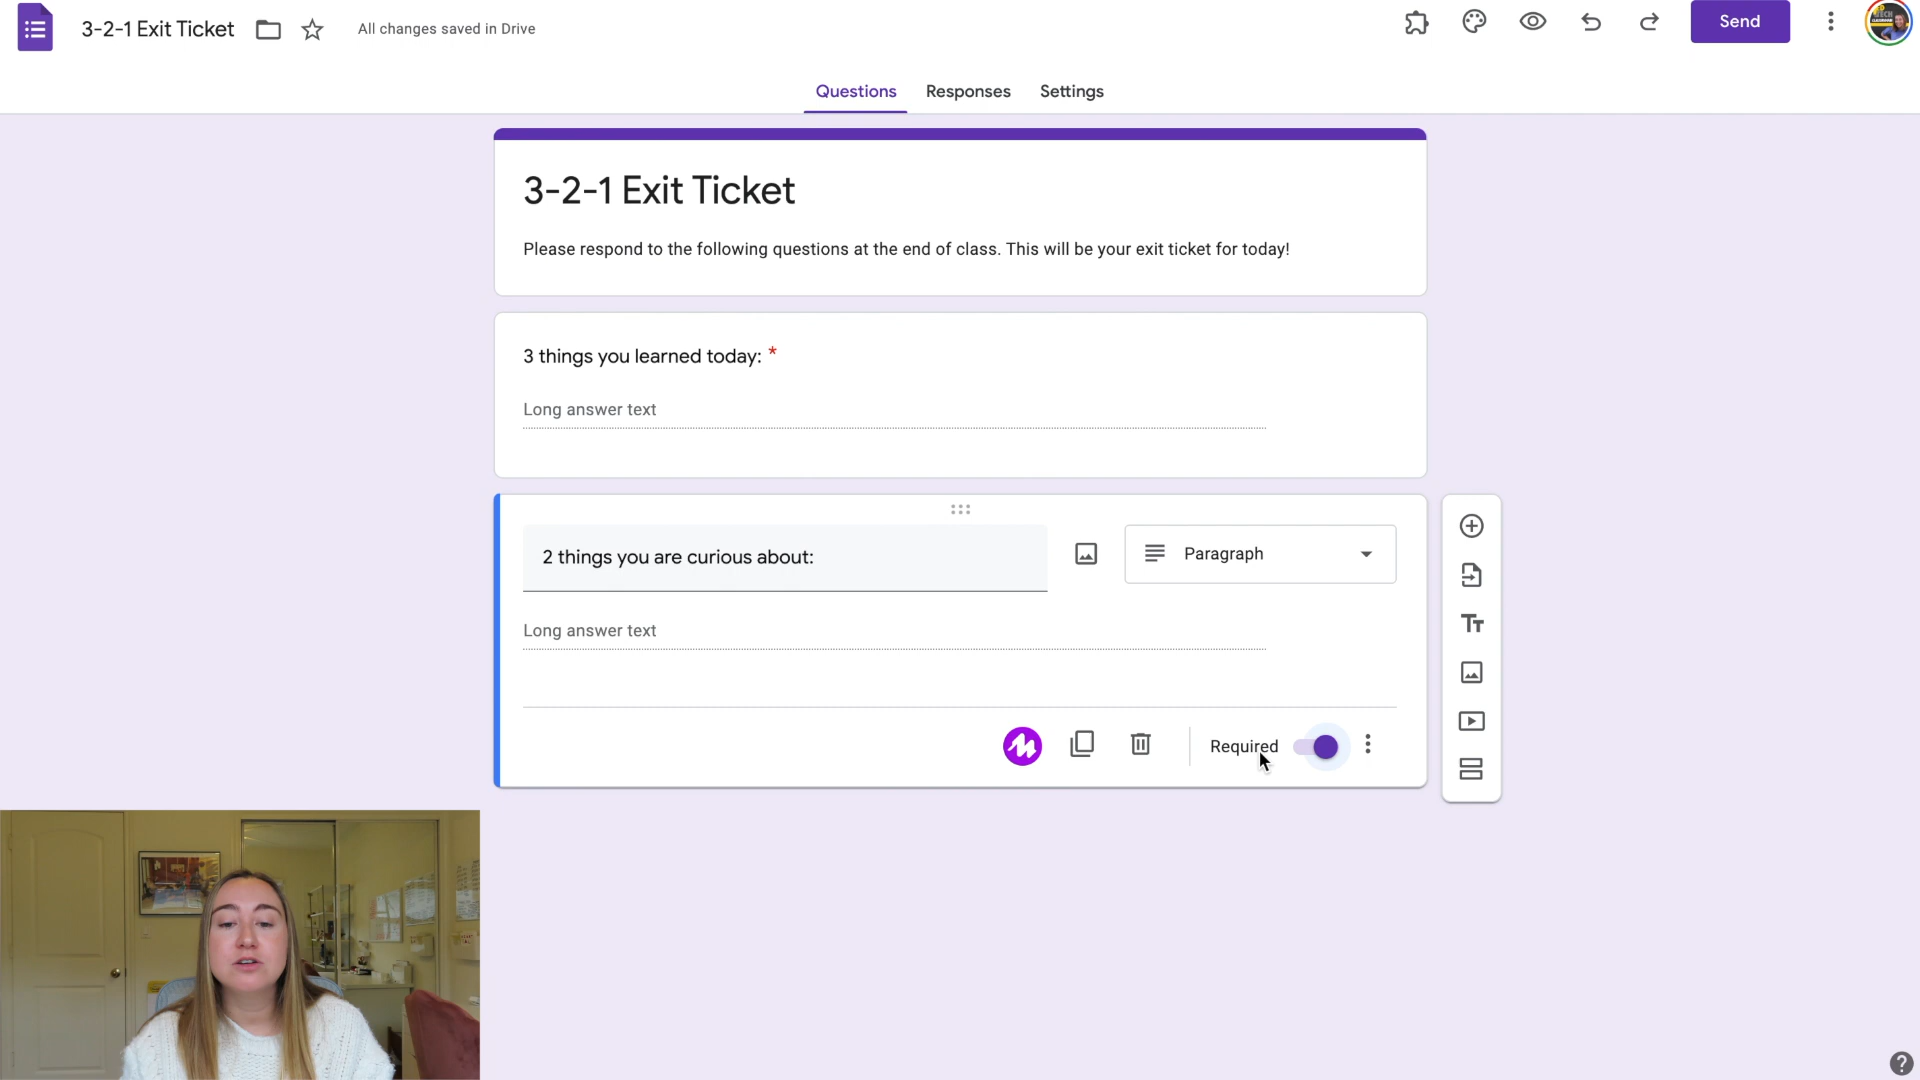 3-2-1 Exit Ticket
All changes saved in Drive
Send
Questions
Responses
Settings
3-2-1 Exit Ticket
Please respond to the following questions at the end of class. This will be your exit ticket for today!
3 things you learned today: *
Long answer text
2 things you are curious about:
Paragraph
Long answer text
Required